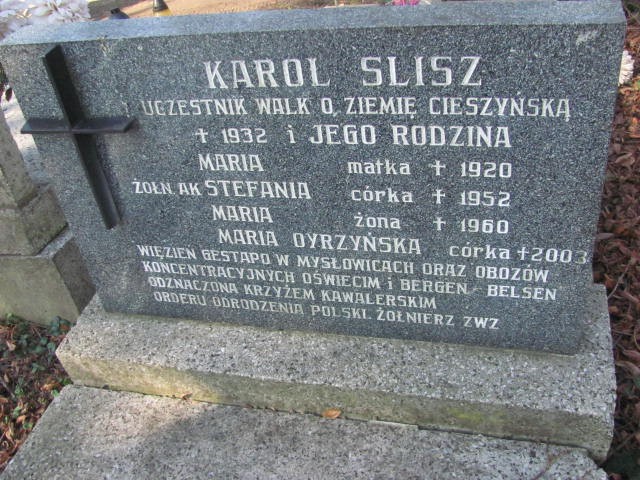 KAROL SLISZ
UCZESTNIK WALK O ZIEMIĘ CIESZYŃSKĄ
✝ 1932 i JEGO RODZINA
MARIA matka ✝ 1920
ŻOŁN. AK STEFANIA córka ✝ 1952
MARIA żona ✝ 1960
MARIA DYRZYŃSKA córka ✝ 2003
WIĘZIEŃ GESTAPO W MYSŁOWICACH ORAZ OBOZÓW
KONCENTRACYJNYCH OŚWIĘCIM i BERGEN-BELSEN
ODZNACZONA KRZYŻEM KAWALERSKIM
ORDERU ODRODZENIA POLSKI. ŻOŁNIERZ ZWZ